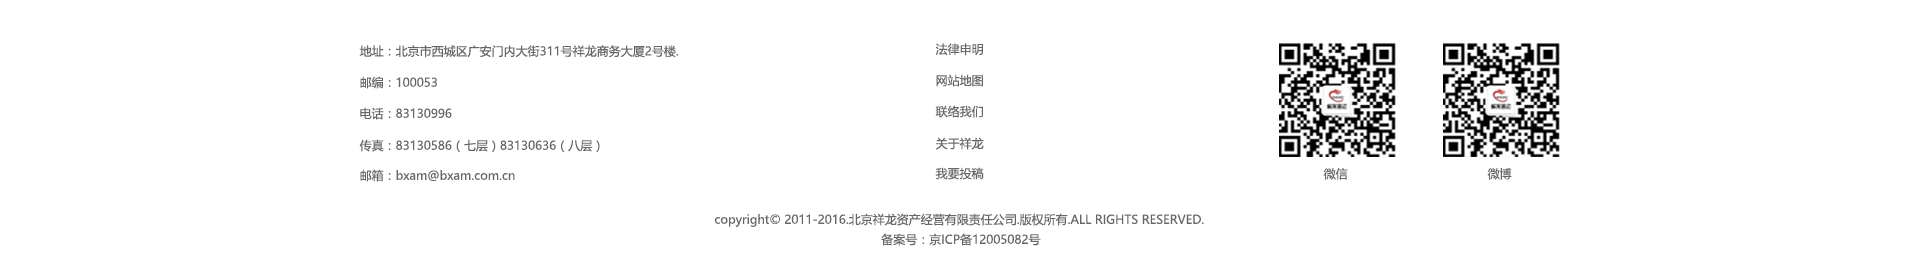 地址：北京市西城区广安门内大街311号祥龙商务大厦2号楼.
邮编：100053
电话：83130996
传真：83130586（七层）83130636（八层）
邮箱：bxam@bxam.com.cn
法律申明
网站地图
联络我们
关于祥龙
我要投稿
微信
微博
copyright© 2011-2016.北京祥龙资产经营有限责任公司.版权所有.ALL RIGHTS RESERVED.
备案号：京ICP备12005082号